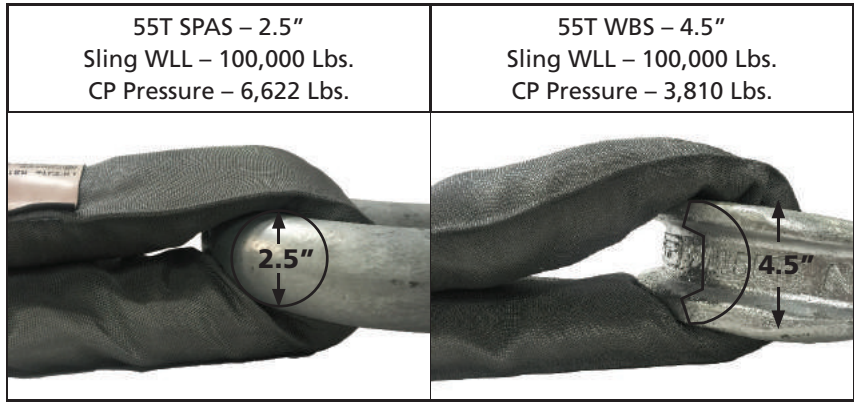 55T SPAS – 2.5”
Sling WLL – 100,000 Lbs.
CP Pressure – 6,622 Lbs.
55T WBS – 4.5”
Sling WLL – 100,000 Lbs.
CP Pressure – 3,810 Lbs.
2.5”
4.5”